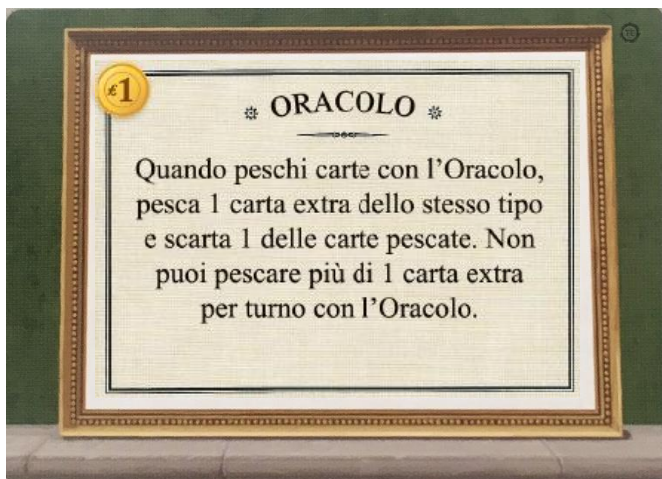 €1
ORACOLO
Quando peschi carte con l’Oracolo,
pesca 1 carta extra dello stesso tipo
e scarta 1 delle carte pescate. Non
puoi pescare più di 1 carta extra
per turno con l’Oracolo.